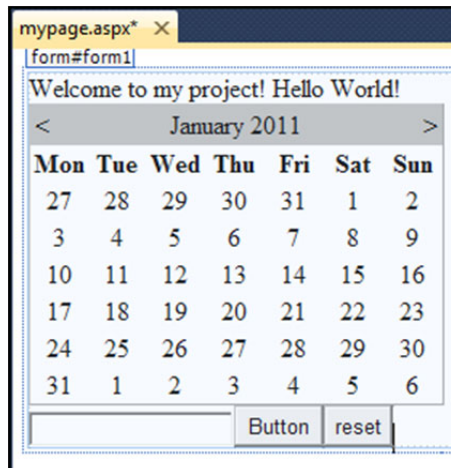 mypage.aspx* ×
form#form1
Welcome to my project! Hello World!
< January 2011 >
Mon Tue Wed Thu Fri Sat Sun
27 28 29 30 31 1 2
3 4 5 6 7 8 9
10 11 12 13 14 15 16
17 18 19 20 21 22 23
24 25 26 27 28 29 30
31 1 2 3 4 5 6
Button reset